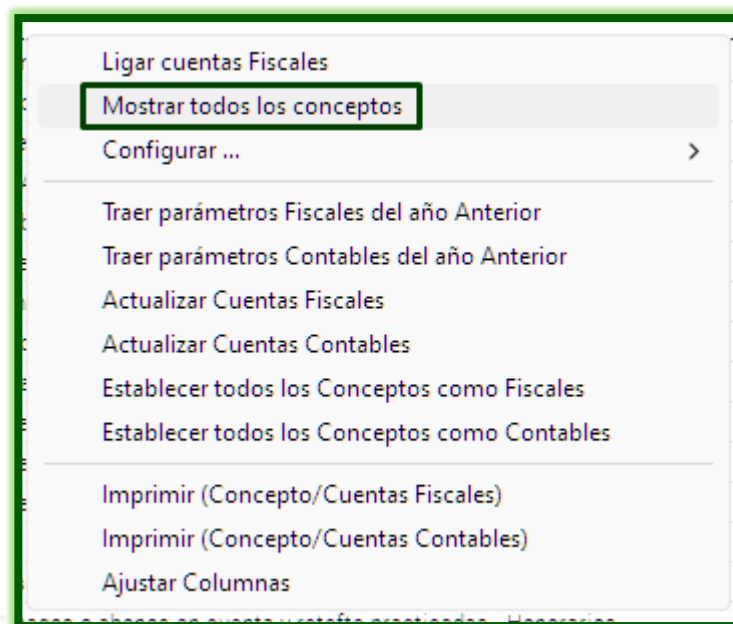 Ligar cuentas Fiscales
Mostrar todos los conceptos
Configurar ...
Traer parámetros Fiscales del año Anterior
Traer parámetros Contables del año Anterior
Actualizar Cuentas Fiscales
Actualizar Cuentas Contables
Establecer todos los Conceptos como Fiscales
Establecer todos los Conceptos como Contables
Imprimir (Concepto/Cuentas Fiscales)
Imprimir (Concepto/Cuentas Contables)
Ajustar Columnas